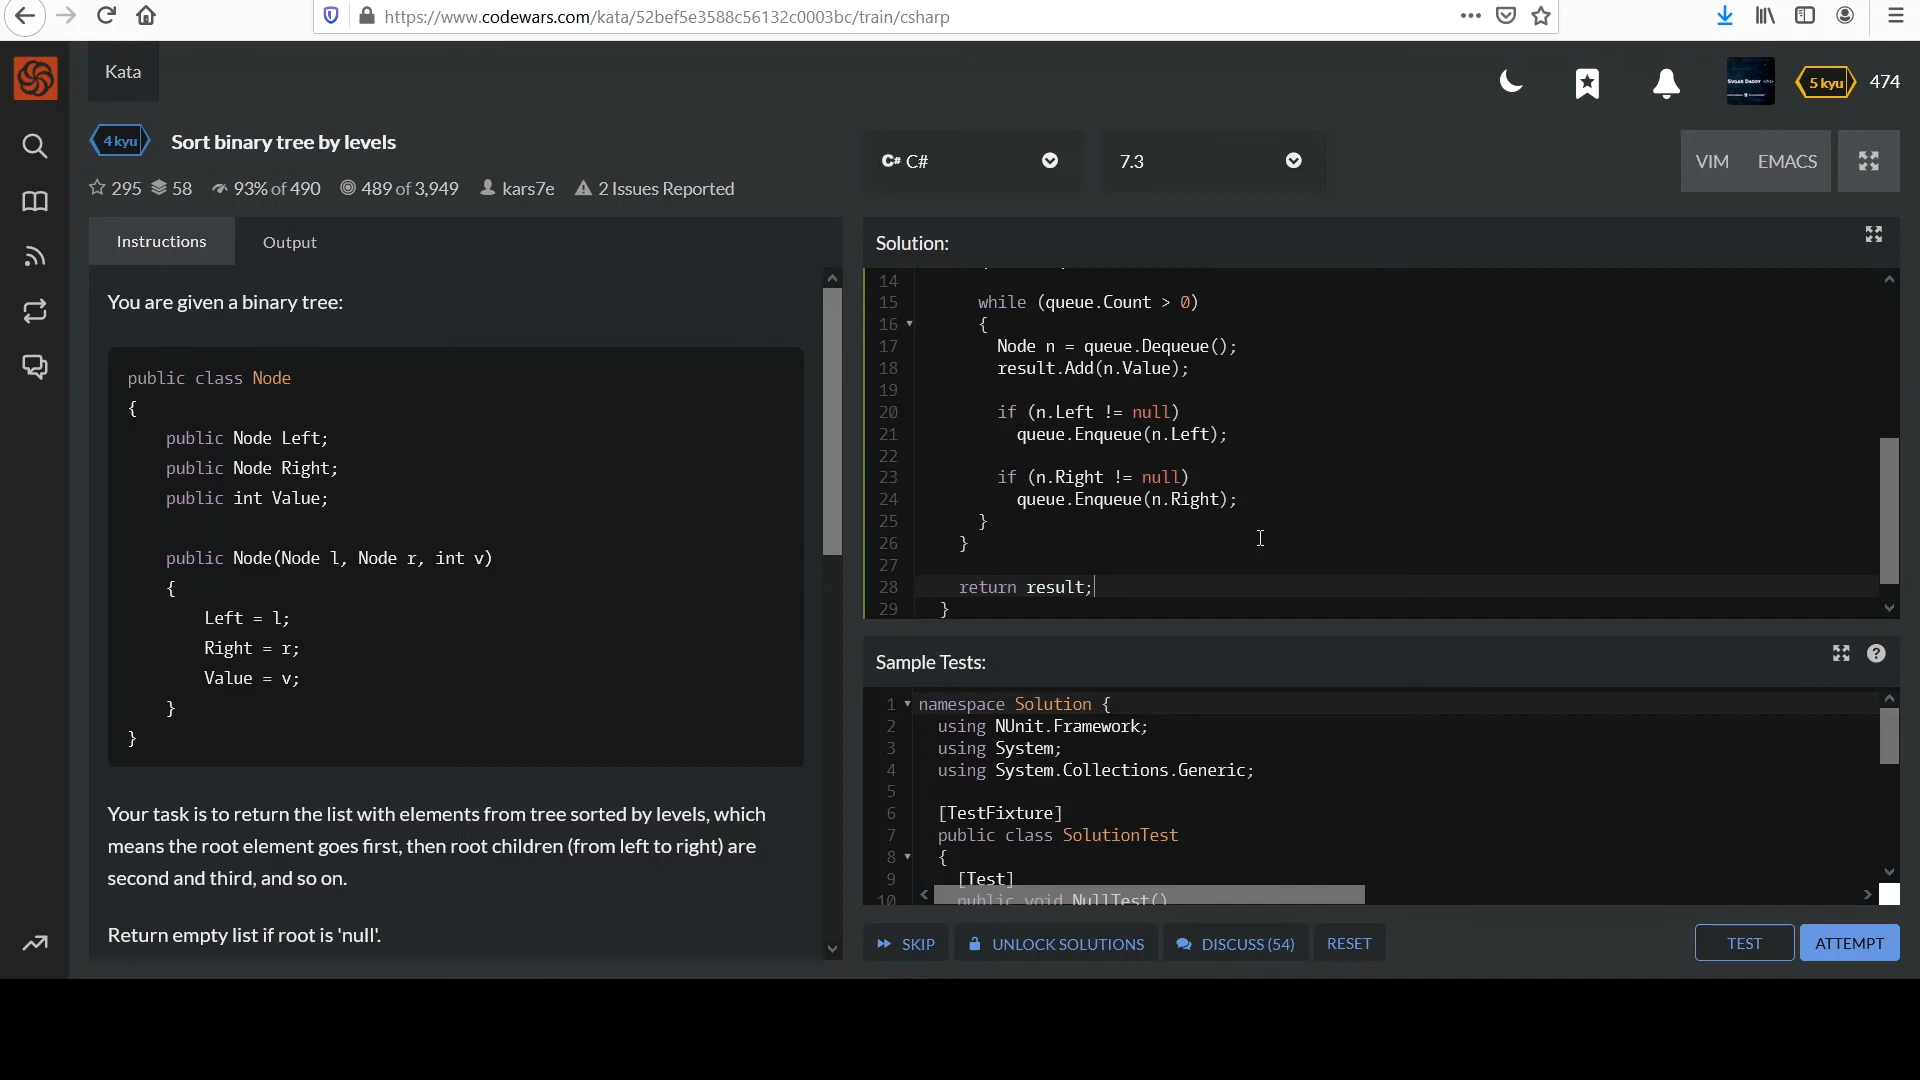 https://www.codewars.com/kata/52bef5e3588c56132c0003bc/train/csharp
Kata
5 kyu 474
4 kyu Sort binary tree by levels
295 58 93% of 490 489 of 3,949 kars7e 2 Issues Reported
C# C#
7.3
VIM EMACS
Instructions
Output
You are given a binary tree:
public class Node
{
public Node Left;
public Node Right;
public int Value;
public Node(Node l, Node r, int v)
{
Left = l;
Right = r;
Value = v;
}
}
Your task is to return the list with elements from tree sorted by levels, which
means the root element goes first, then root children (from left to right) are
second and third, and so on.
Return empty list if root is 'null'.
Solution:
14
15 while (queue.Count > 0)
16 {
17 Node n = queue.Dequeue();
18 result.Add(n.Value);
19
20 if (n.Left != null)
21 queue.Enqueue(n.Left);
22
23 if (n.Right != null)
24 queue.Enqueue(n.Right);
25 }
26 }
27
28 return result;
29 }
Sample Tests:
1 namespace Solution {
2 using NUnit.Framework;
3 using System;
4 using System.Collections.Generic;
5
6 [TestFixture]
7 public class SolutionTest
8 {
9 [Test]
10 public void NullTest()
SKIP
UNLOCK SOLUTIONS
DISCUSS (54)
RESET
TEST
ATTEMPT